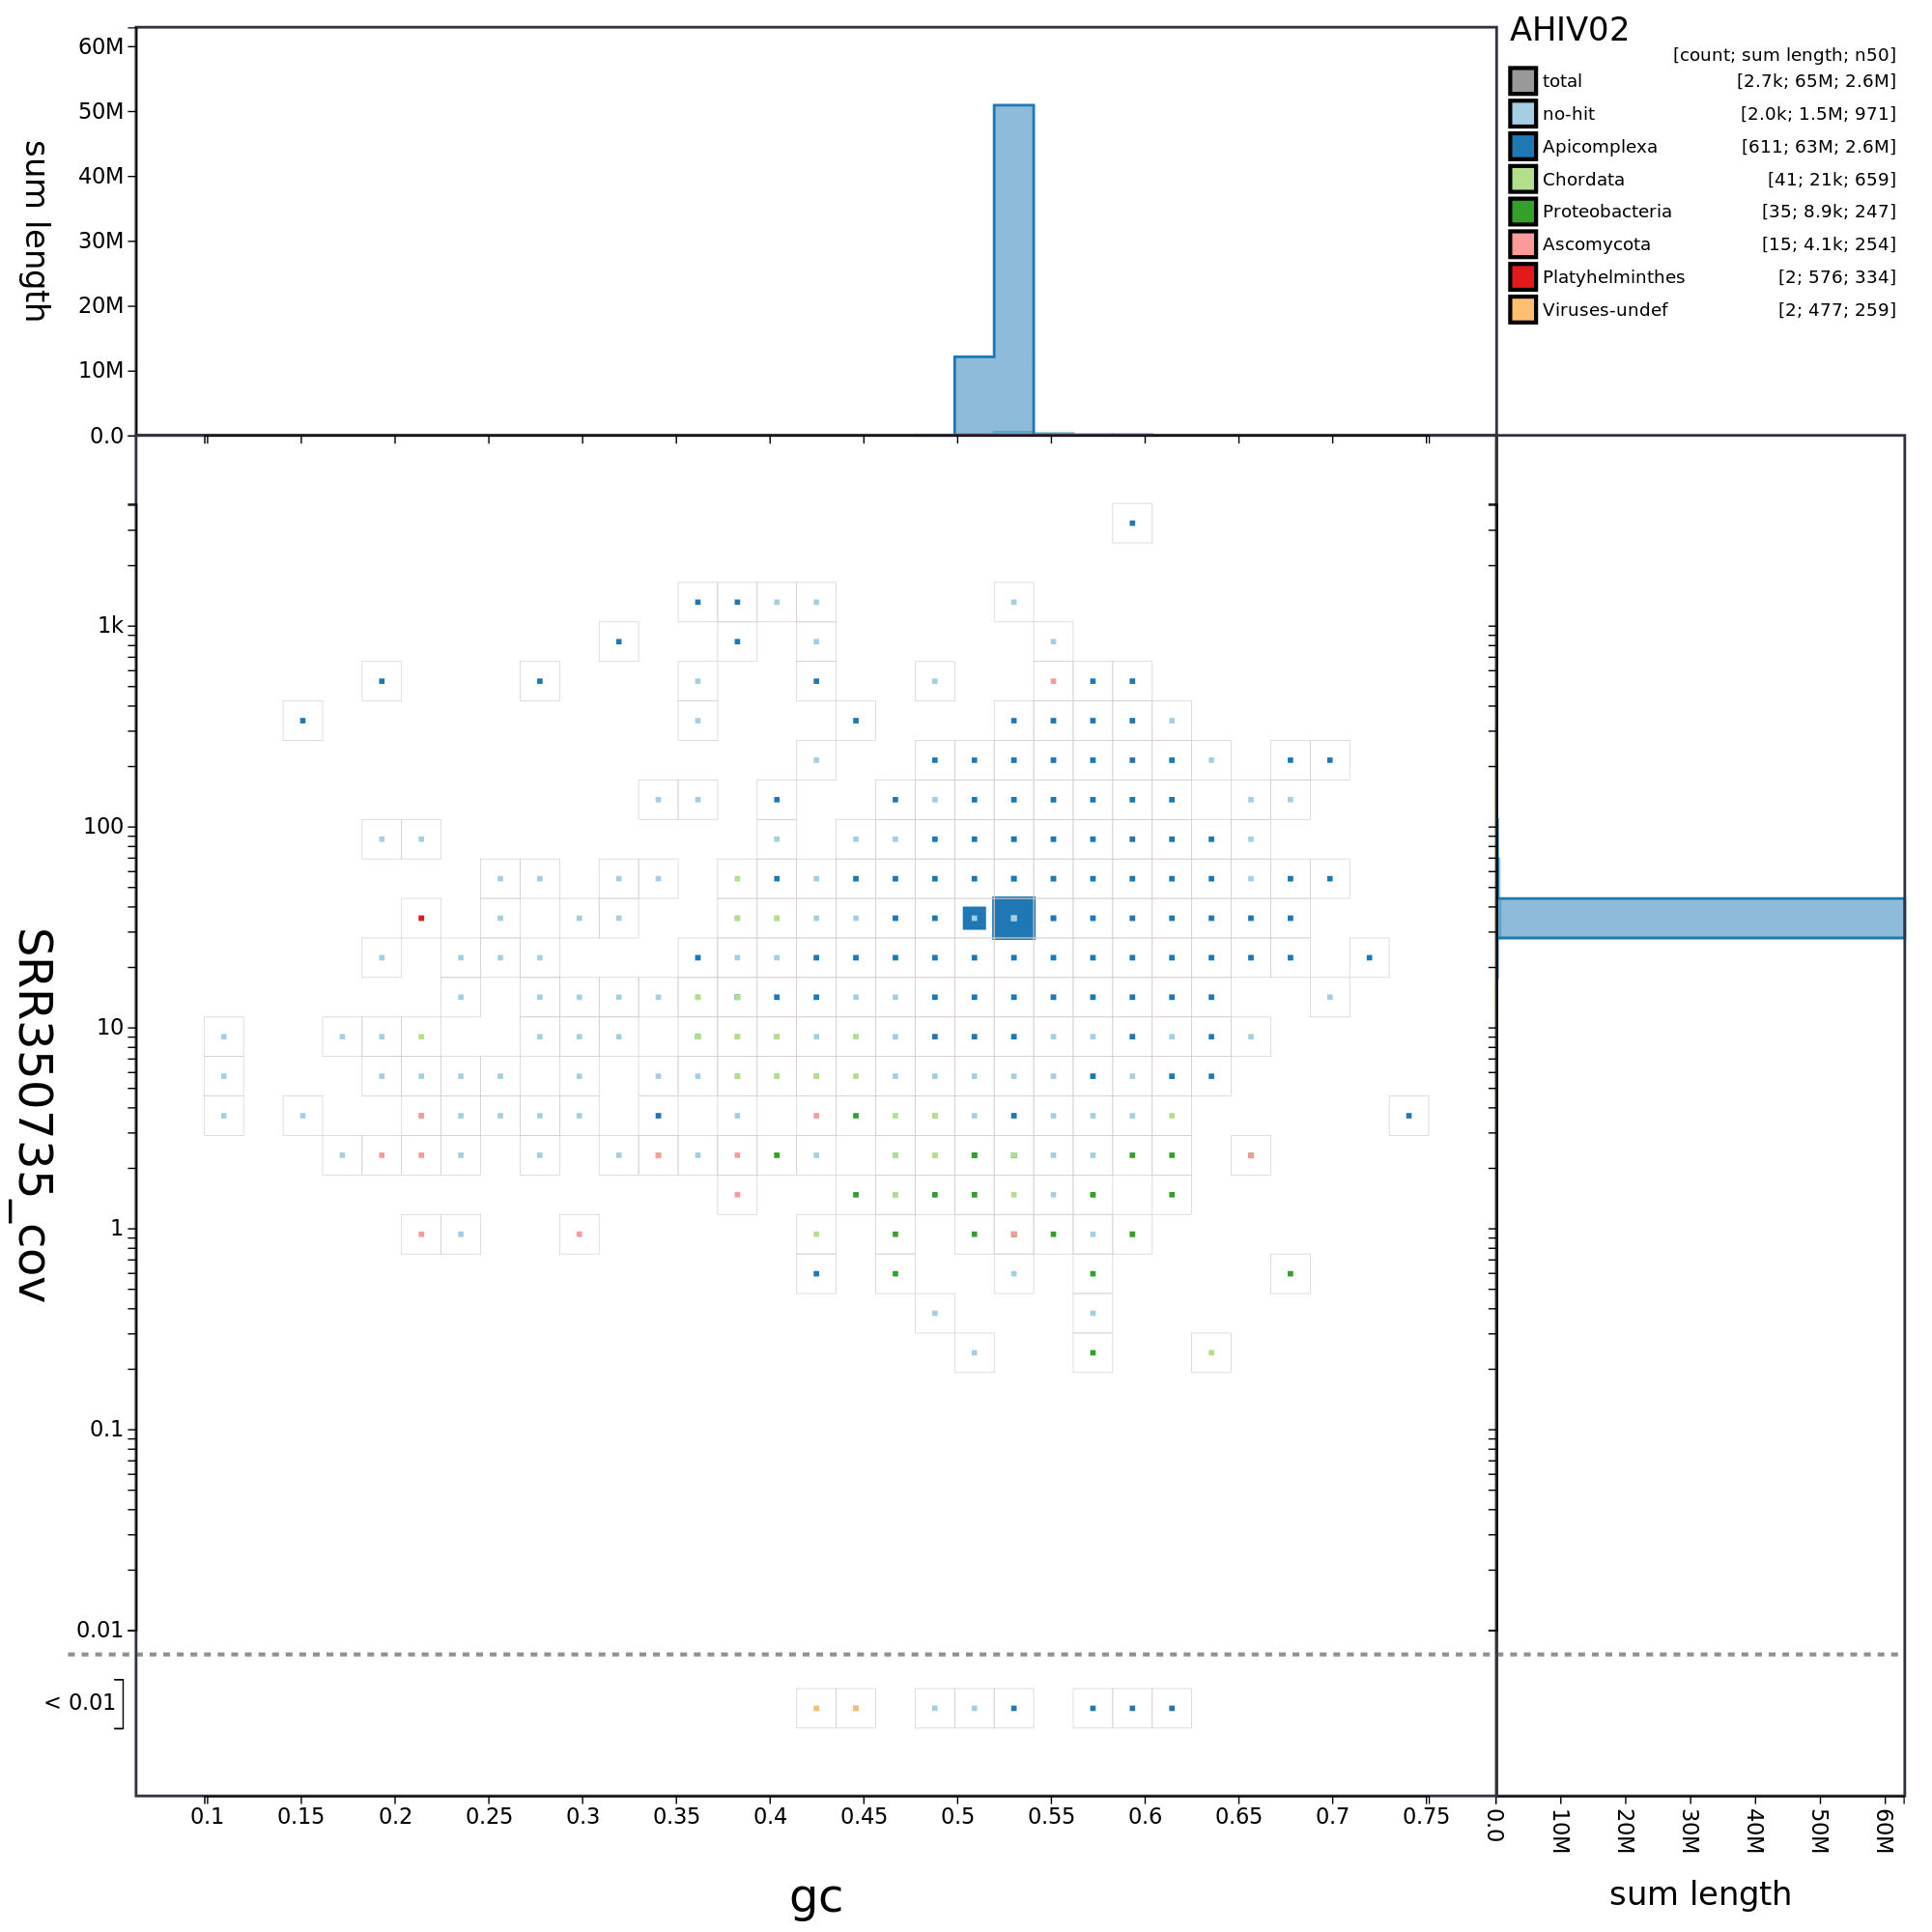 AHIV02
[count; sum length; n50]
total [2.7k; 65M; 2.6M]
no-hit [2.0k; 1.5M; 971]
Apicomplexa [611; 63M; 2.6M]
Chordata [41; 21k; 659]
Proteobacteria [35; 8.9k; 247]
Ascomycota [15; 4.1k; 254]
Platyhelminthes [2; 576; 334]
Viruses-undef [2; 477; 259]
sum length
60M
50M
40M
30M
20M
10M
0.0
SRR350735_cov
1k
100
10
1
0.1
0.01
< 0.01
0.1 0.15 0.2 0.25 0.3 0.35 0.4 0.45 0.5 0.55 0.6 0.65 0.7 0.75
gc
0.0 10M 20M 30M 40M 50M 60M
sum length